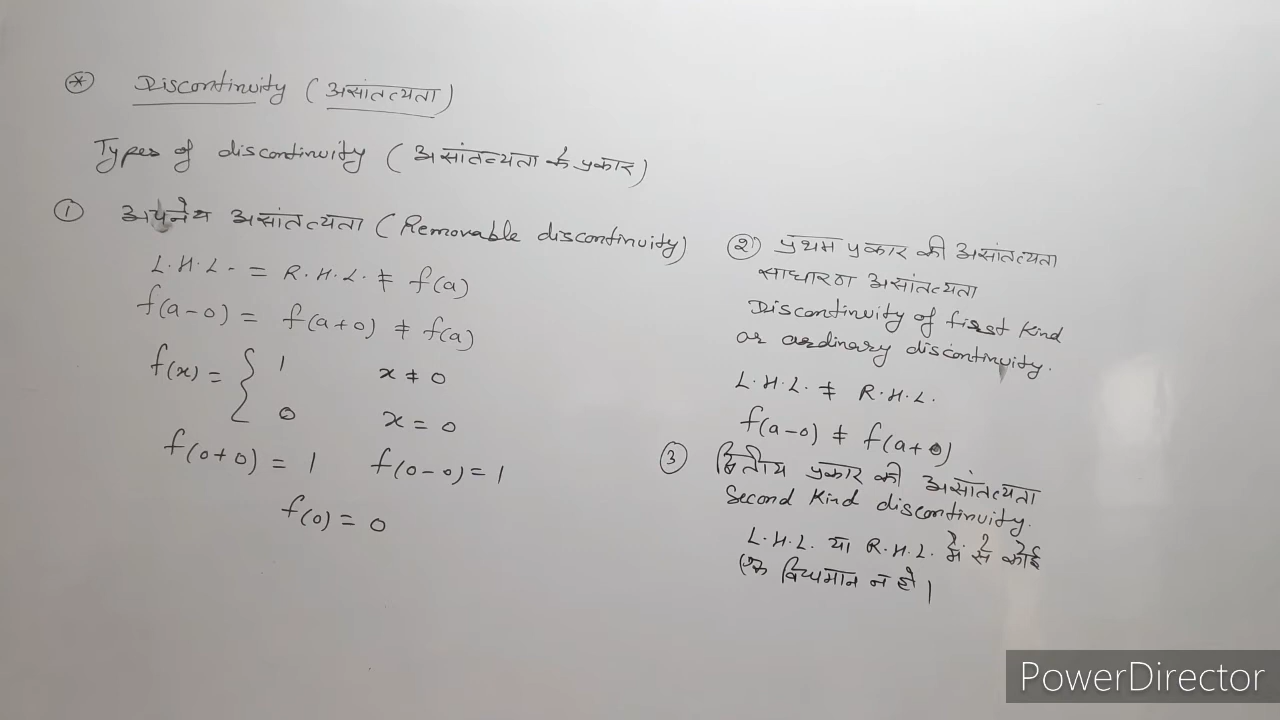 * Discontinuity (असांतत्यता)
Types of discontinuity (असांतत्यता के प्रकार)
① अपनेय असांतत्यता (Removable discontinuity)
L.H.L. = R.H.L. ≠ f(a)
f(a-0) = f(a+0) ≠ f(a)
f(x) = { 1 x ≠ 0
0 x = 0
f(0+0) = 1 f(0-0) = 1
f(0) = 0
② प्रथम प्रकार की असांतत्यता
साधारण असांतत्यता
Discontinuity of first kind
or ordinary discontinuity.
L.H.L. ≠ R.H.L.
f(a-0) ≠ f(a+0)
③ द्वितीय प्रकार की असांतत्यता
Second Kind discontinuity.
L.H.L. या R.H.L. में से कोई
एक विद्यमान न हो।
PowerDirector